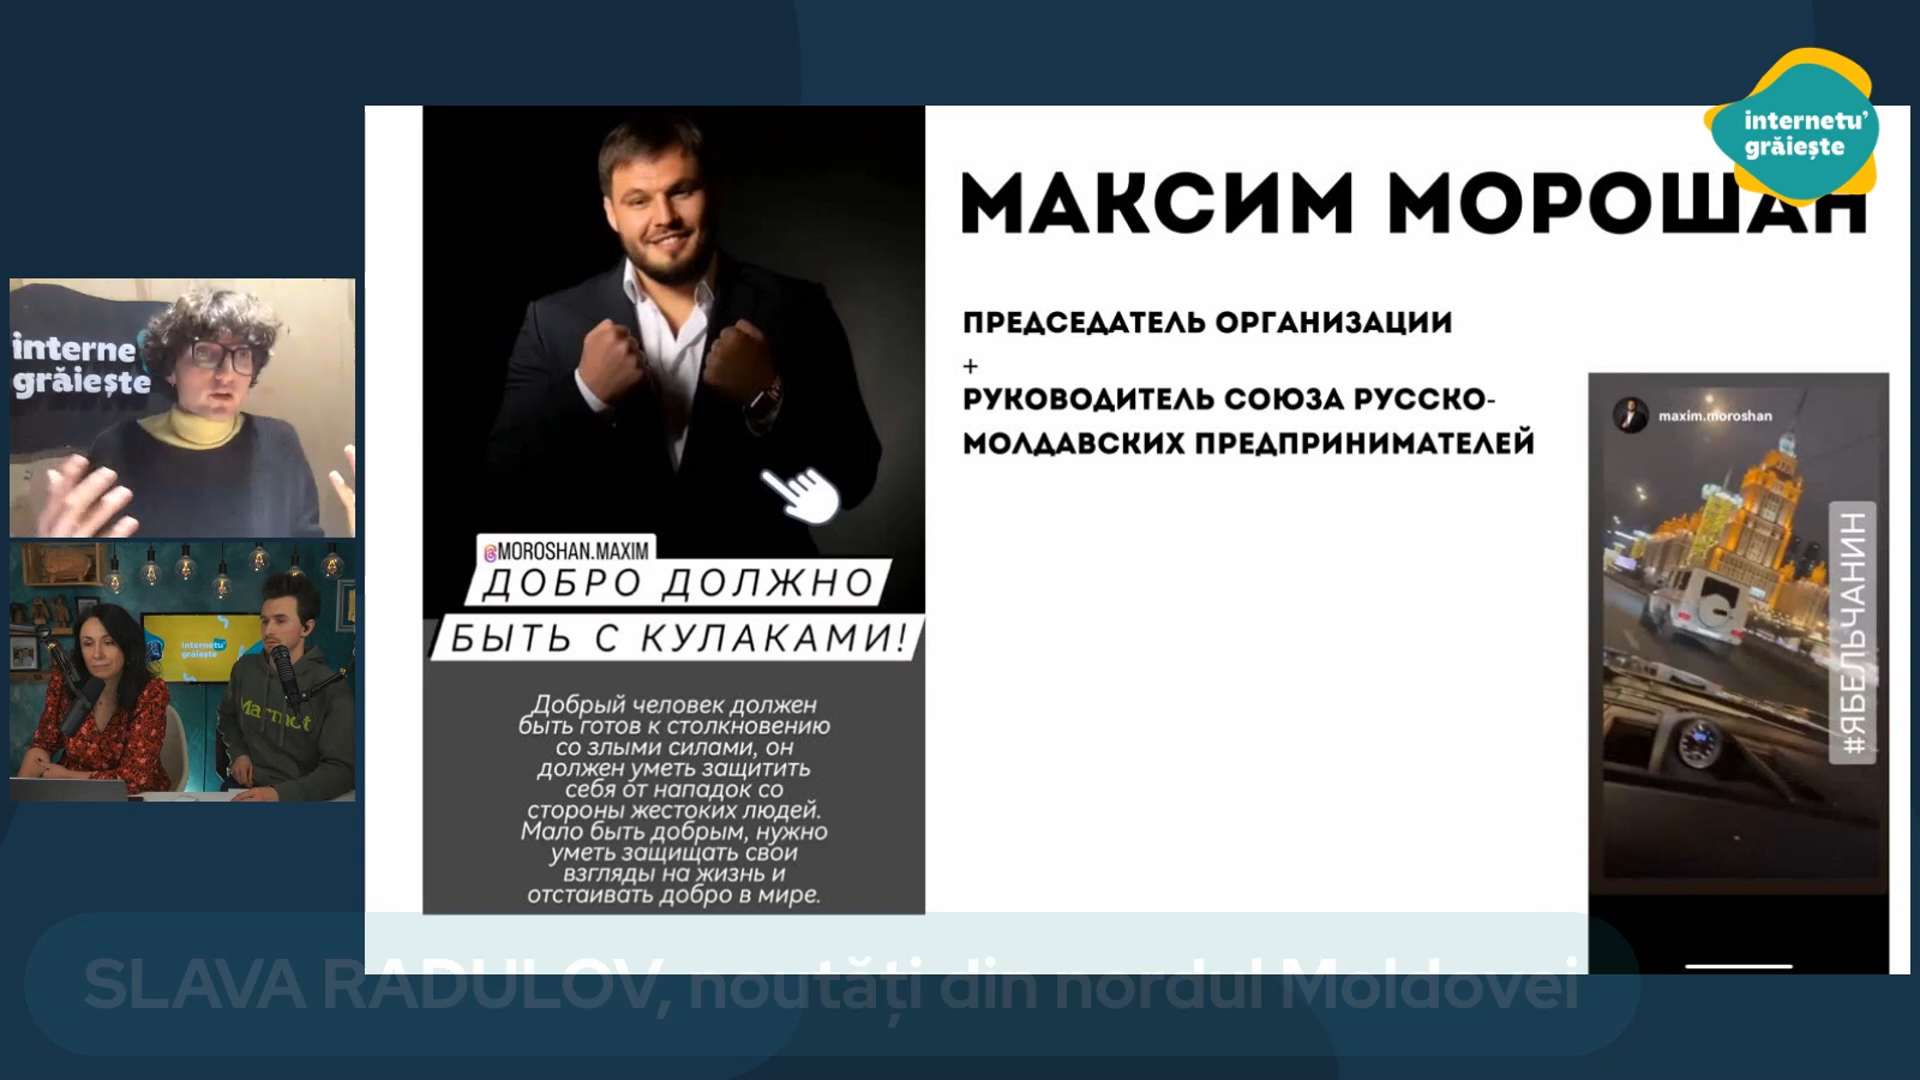 internetu'
grăiește
МАКСИМ МОРОШАН
ПРЕДСЕДАТЕЛЬ ОРГАНИЗАЦИИ
+
РУКОВОДИТЕЛЬ СОЮЗА РУССКО-
МОЛДАВСКИХ ПРЕДПРИНИМАТЕЛЕЙ
maxim.moroshan
#ЯБЕЛЬЧАНИН
@MOROSHAN.MAXIM
ДОБРО ДОЛЖНО
БЫТЬ С КУЛАКАМИ!
Добрый человек должен
быть готов к столкновению
со злыми силами, он
должен уметь защитить
себя от нападок со
стороны жестоких людей.
Мало быть добрым, нужно
уметь защищать свои
взгляды на жизнь и
отстаивать добро в мире.
interne
grăiește
internetu'
grăiește
Marmot
SLAVA RADULOV, noutăți din nordul Moldovei